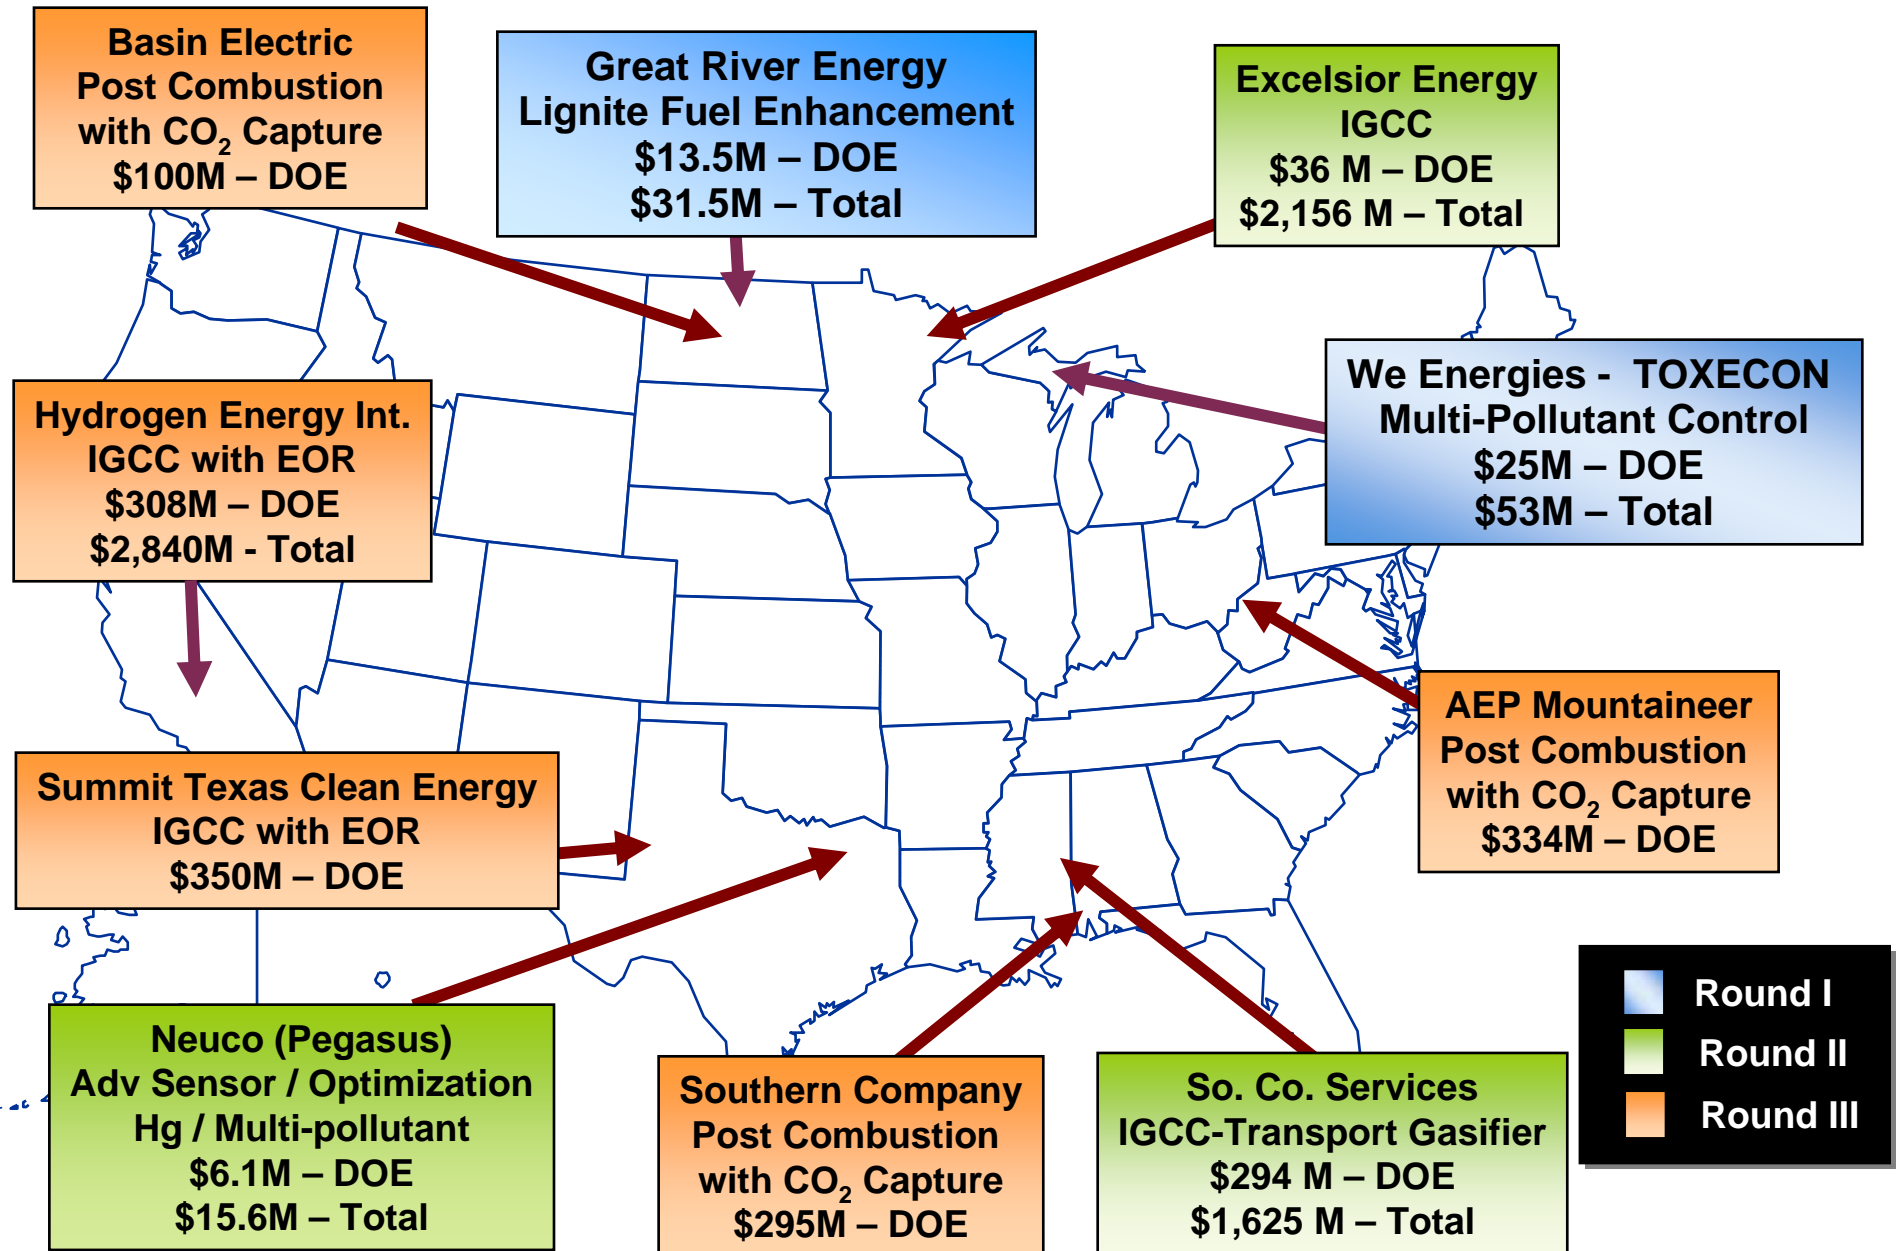 Basin Electric
Post Combustion
with CO2 Capture
$100M – DOE
Great River Energy
Lignite Fuel Enhancement
$13.5M – DOE
$31.5M – Total
Excelsior Energy
IGCC
$36 M – DOE
$2,156 M – Total
We Energies - TOXECON
Multi-Pollutant Control
$25M – DOE
$53M – Total
Hydrogen Energy Int.
IGCC with EOR
$308M – DOE
$2,840M - Total
AEP Mountaineer
Post Combustion
with CO2 Capture
$334M – DOE
Summit Texas Clean Energy
IGCC with EOR
$350M – DOE
Neuco (Pegasus)
Adv Sensor / Optimization
Hg / Multi-pollutant
$6.1M – DOE
$15.6M – Total
Southern Company
Post Combustion
with CO2 Capture
$295M – DOE
So. Co. Services
IGCC-Transport Gasifier
$294 M – DOE
$1,625 M – Total
Round I
Round II
Round III